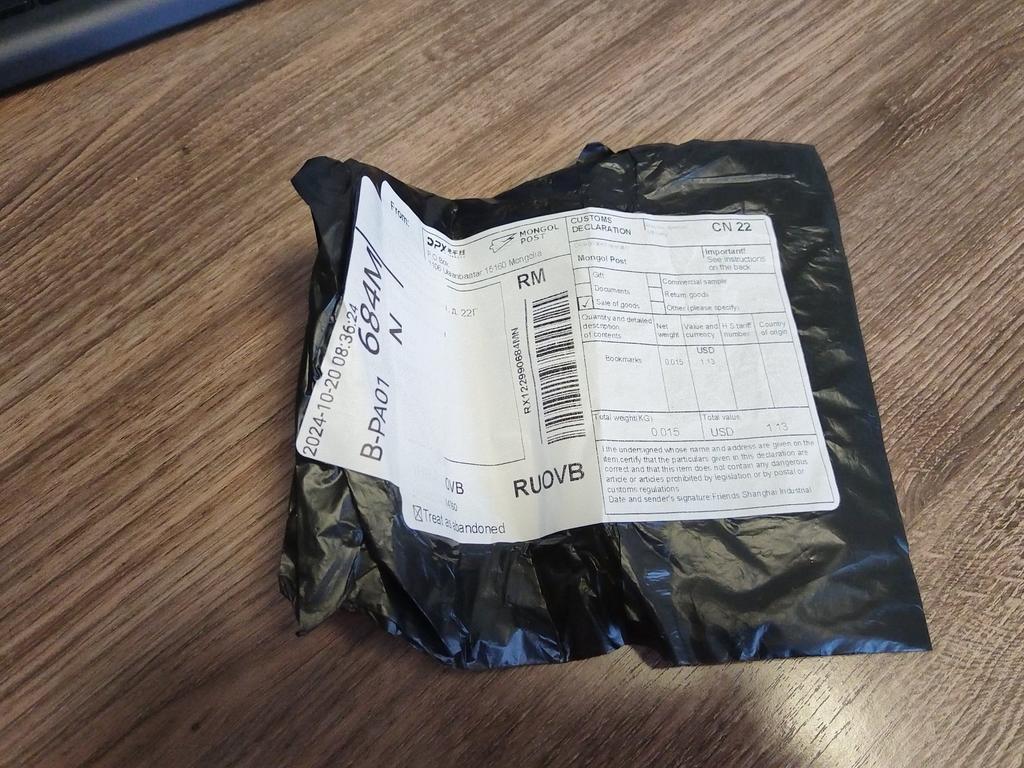 2024-10-20 08:36:24
B-PA01 684M/
N
From:
DPX
MONGOL
POST
P.O Box
Ulaanbaatar 15160 Mongolia
RM
22Г
RX122990684MN
OVB
RUOVB
Treat as abandoned
CUSTOMS
DECLARATION
CN 22
Mongol Post
Important!
See instructions
on the back
Gift
Commercial sample
Documents
Return goods
✓ Sale of goods
Other (please specify)
Quantity and detailed
description
of contents
Net
weight
Value and
currency
H S tariff
number
Country
of origin
Bookmarks
0.015
USD
1.13
Total weight(KG)
0.015
Total value
USD 1.13
I the undersigned whose name and address are given on the
item certify that the particulars given in this declaration are
correct and that this item does not contain any dangerous
article or articles prohibited by legislation or by postal or
customs regulations
Date and sender's signature:Friends Shanghai Industrial